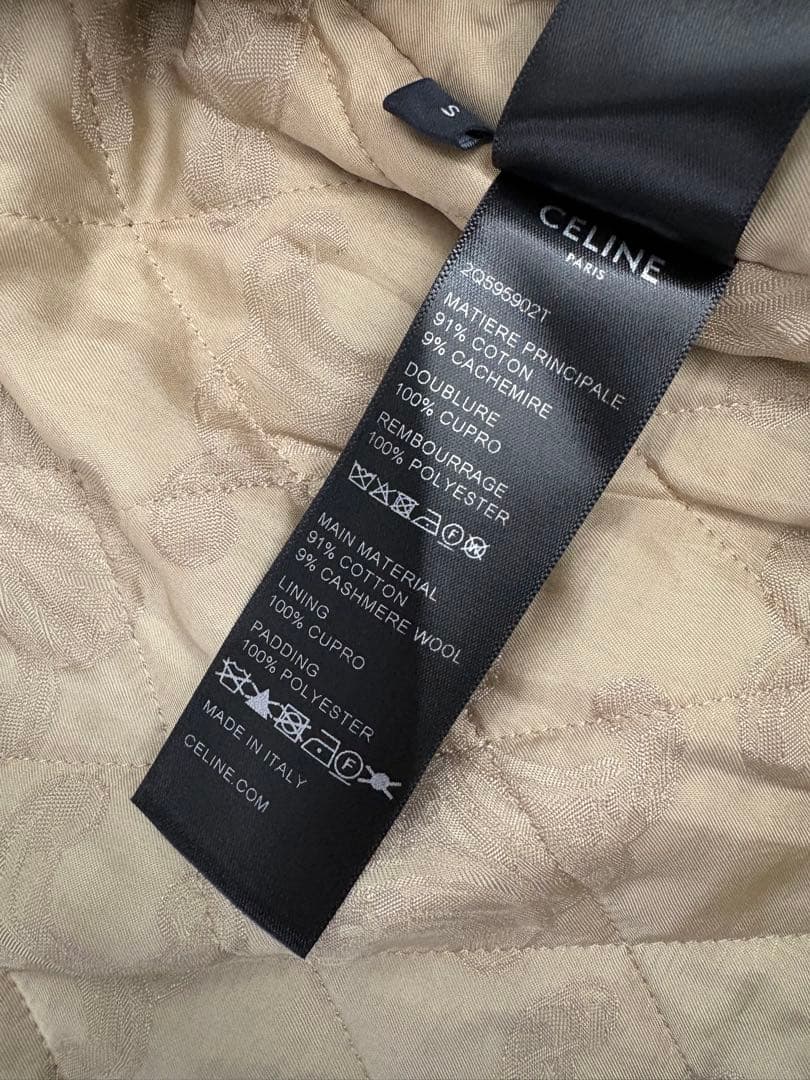 S
CELINE
PARIS
2Q595902T
MATIERE PRINCIPALE
91% COTON
9% CACHEMIRE
DOUBLURE
100% CUPRO
REMBOURRAGE
100% POLYESTER
F W
MAIN MATERIAL
91% COTTON
9% CASHMERE WOOL
LINING
100% CUPRO
PADDING
100% POLYESTER
F
MADE IN ITALY
CELINE.COM